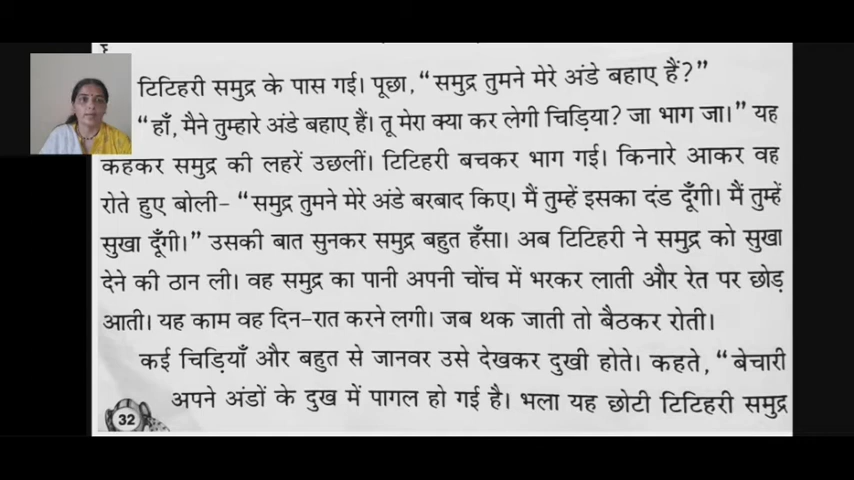 टिटिहरी समुद्र के पास गई। पूछा, “समुद्र तुमने मेरे अंडे बहाए हैं?”
“हाँ, मैने तुम्हारे अंडे बहाए हैं। तू मेरा क्या कर लेगी चिड़िया? जा भाग जा।” यह
कहकर समुद्र की लहरें उछलीं। टिटिहरी बचकर भाग गई। किनारे आकर वह
रोते हुए बोली– “समुद्र तुमने मेरे अंडे बरबाद किए। मैं तुम्हें इसका दंड दूँगी। मैं तुम्हें
सुखा दूँगी।” उसकी बात सुनकर समुद्र बहुत हँसा। अब टिटिहरी ने समुद्र को सुखा
देने की ठान ली। वह समुद्र का पानी अपनी चोंच में भरकर लाती और रेत पर छोड़
आती। यह काम वह दिन–रात करने लगी। जब थक जाती तो बैठकर रोती।
कई चिड़ियाँ और बहुत से जानवर उसे देखकर दुखी होते। कहते, “बेचारी
अपने अंडों के दुख में पागल हो गई है। भला यह छोटी टिटिहरी समुद्र
32